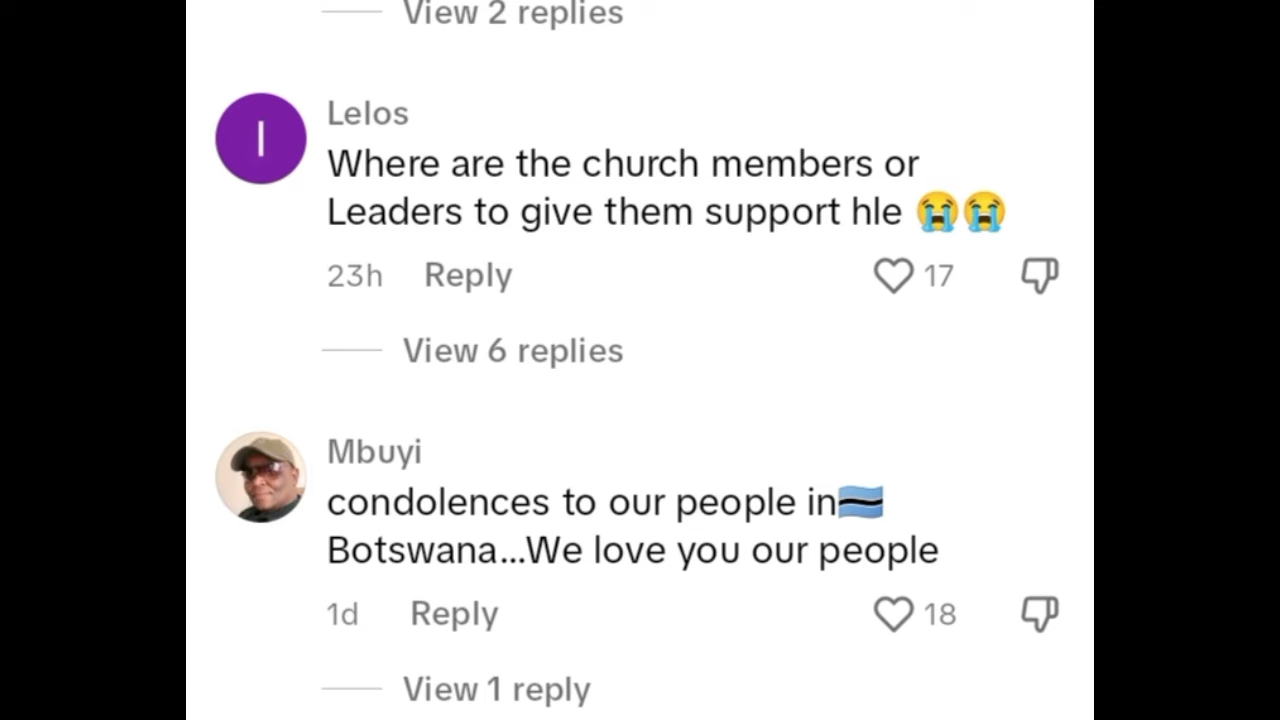 View 2 replies
Lelos
Where are the church members or
Leaders to give them support hle 😭😭
23h Reply 17
View 6 replies
Mbuyi
condolences to our people in🇧🇼
Botswana...We love you our people
1d Reply 18
View 1 reply